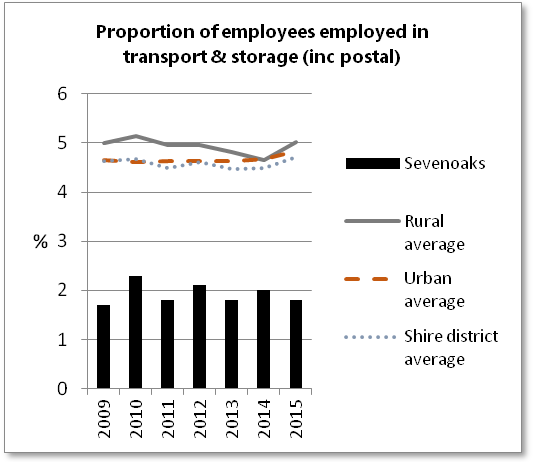 Proportion of employees employed in
transport & storage (inc postal)
6
5
4
3
2
1
0
%
2009
2010
2011
2012
2013
2014
2015
Sevenoaks
Rural
average
Urban
average
Shire district
average